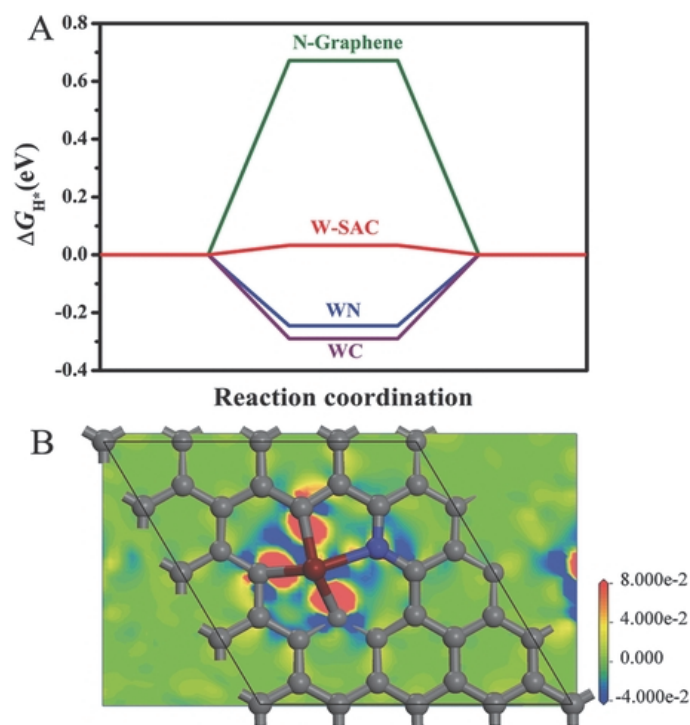 A
0.8
0.6
0.4
0.2
0.0
-0.2
-0.4
ΔG_H* (eV)
N-Graphene
W-SAC
WN
WC
Reaction coordination
B
8.000e-2
4.000e-2
0.000
-4.000e-2